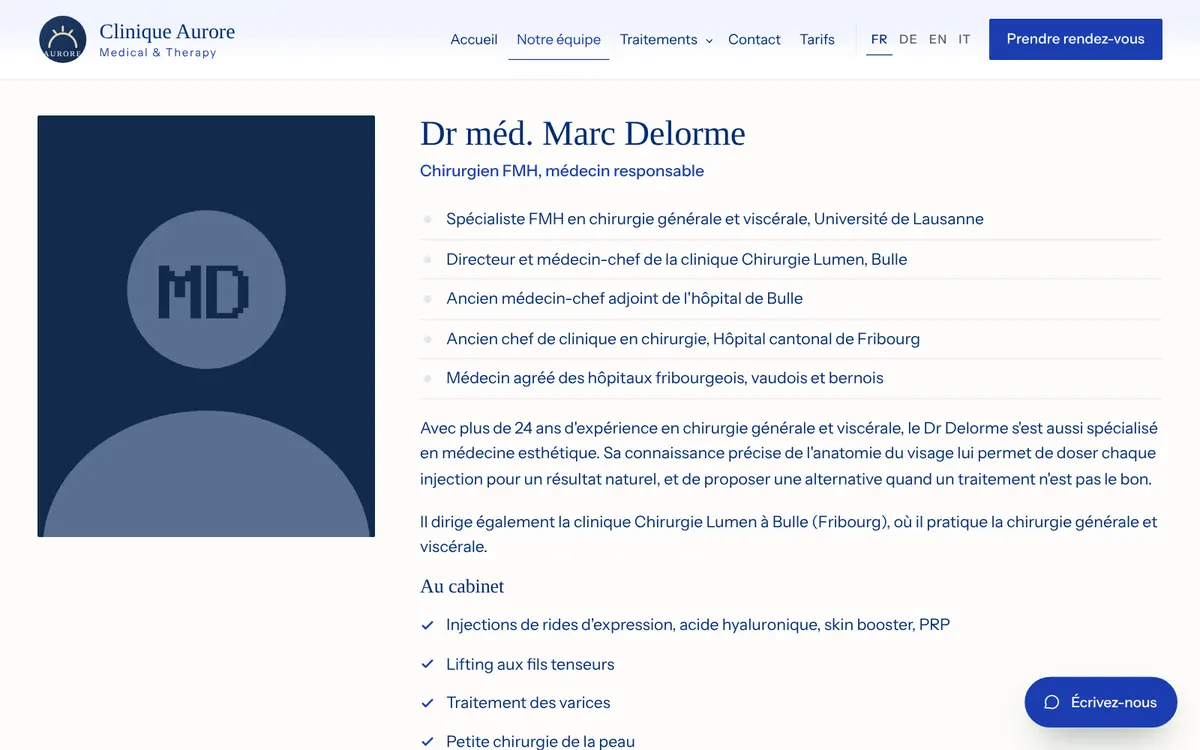 AURORE
Clinique Aurore
Medical & Therapy
Accueil
Notre équipe
Traitements
Contact
Tarifs
FR DE EN IT
Prendre rendez-vous
MD
Dr méd. Marc Delorme
Chirurgien FMH, médecin responsable
Spécialiste FMH en chirurgie générale et viscérale, Université de Lausanne
Directeur et médecin-chef de la clinique Chirurgie Lumen, Bulle
Ancien médecin-chef adjoint de l'hôpital de Bulle
Ancien chef de clinique en chirurgie, Hôpital cantonal de Fribourg
Médecin agréé des hôpitaux fribourgeois, vaudois et bernois
Avec plus de 24 ans d'expérience en chirurgie générale et viscérale, le Dr Delorme s'est aussi spécialisé
en médecine esthétique. Sa connaissance précise de l'anatomie du visage lui permet de doser chaque
injection pour un résultat naturel, et de proposer une alternative quand un traitement n'est pas le bon.
Il dirige également la clinique Chirurgie Lumen à Bulle (Fribourg), où il pratique la chirurgie générale et
viscérale.
Au cabinet
Injections de rides d'expression, acide hyaluronique, skin booster, PRP
Lifting aux fils tenseurs
Traitement des varices
Petite chirurgie de la peau
Écrivez-nous